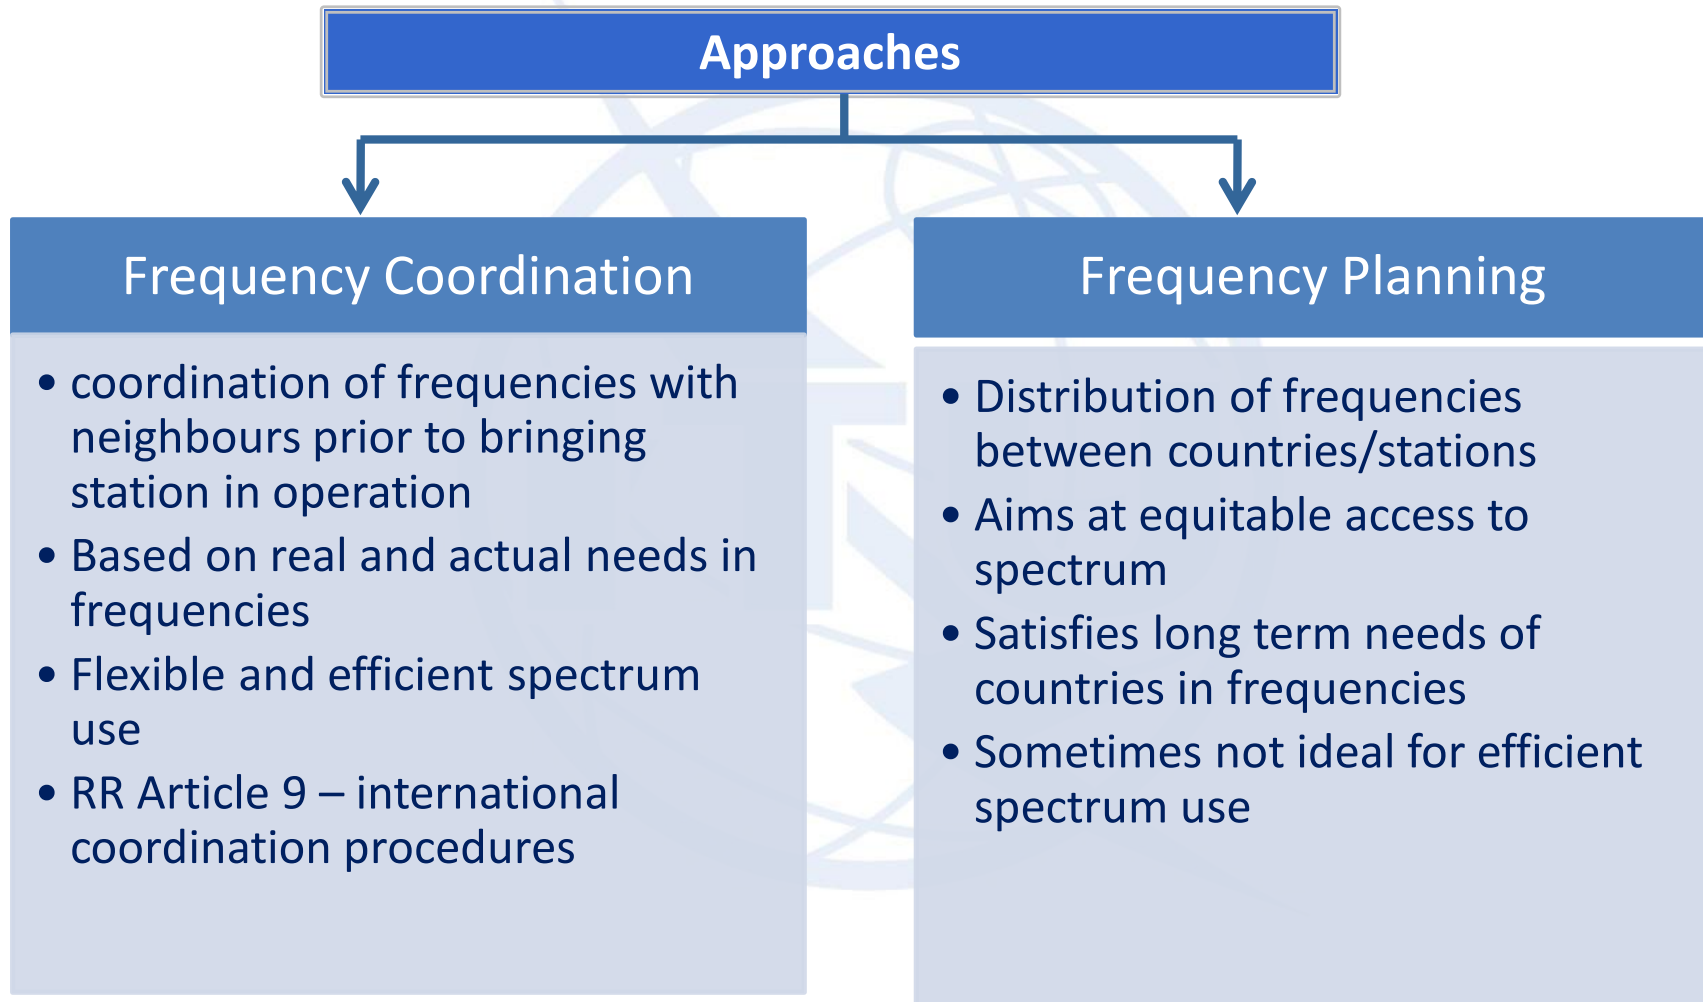 Approaches
Frequency Coordination
• coordination of frequencies with
neighbours prior to bringing
station in operation
• Based on real and actual needs in
frequencies
• Flexible and efficient spectrum
use
• RR Article 9 – international
coordination procedures
Frequency Planning
• Distribution of frequencies
between countries/stations
• Aims at equitable access to
spectrum
• Satisfies long term needs of
countries in frequencies
• Sometimes not ideal for efficient
spectrum use